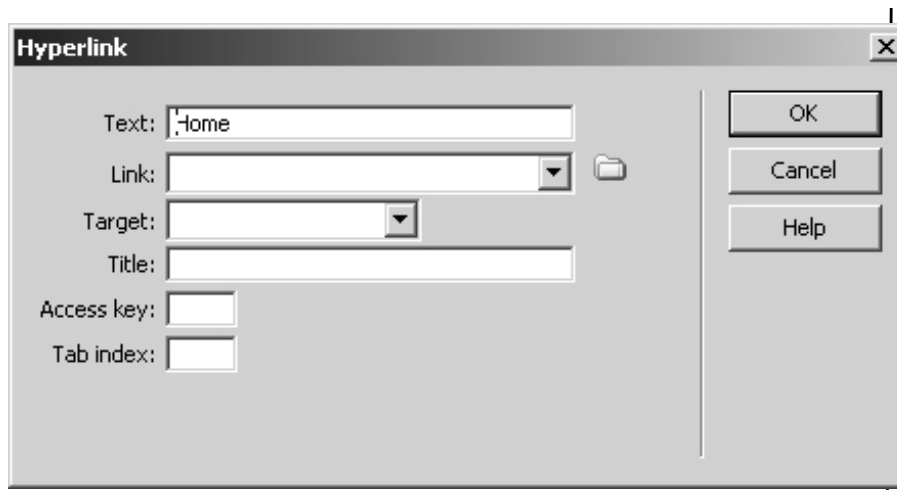 Hyperlink
Text: Home
OK
Link:
Cancel
Target:
Help
Title:
Access key:
Tab index: